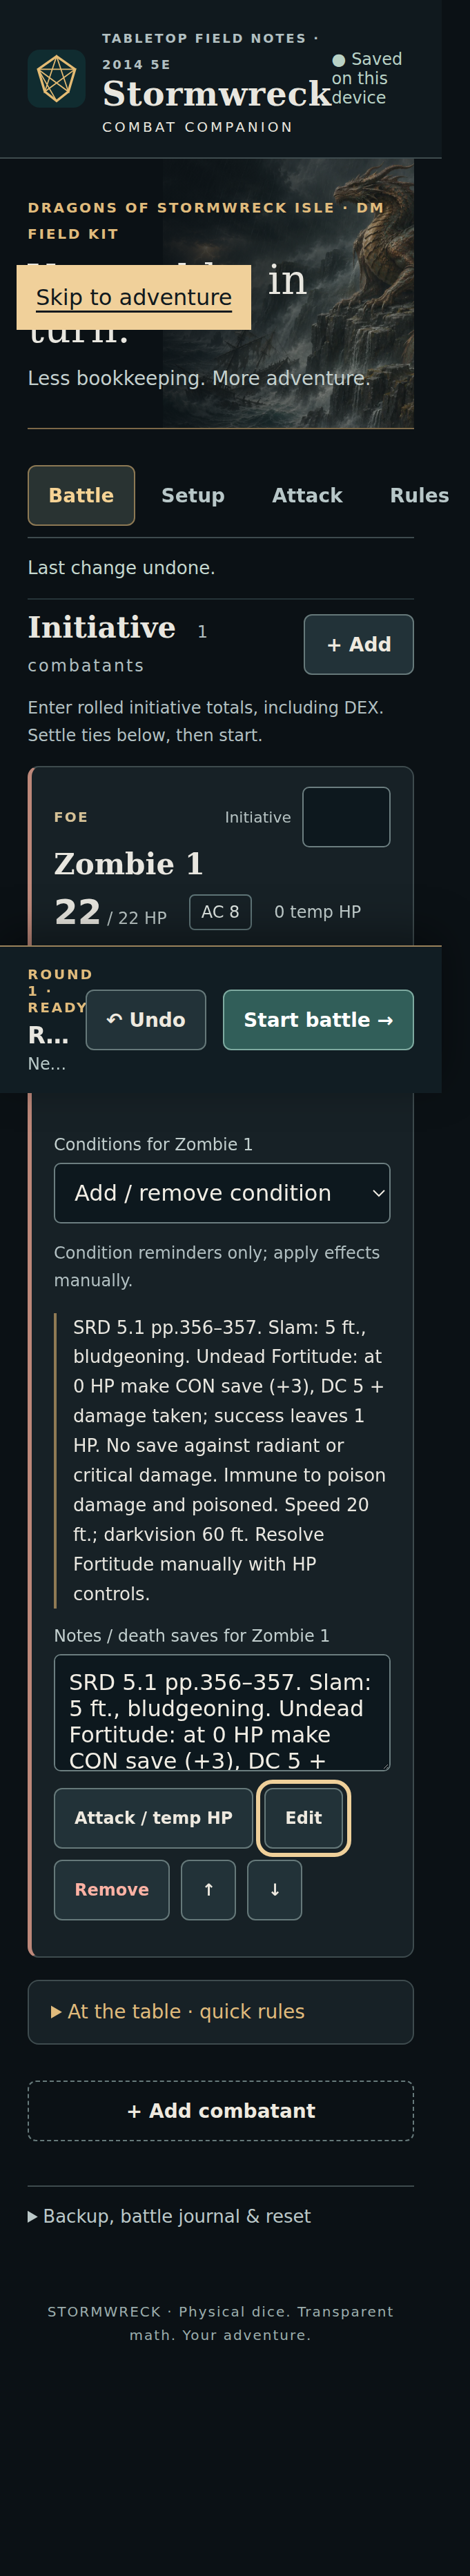 TABLETOP FIELD NOTES ·
2014 5E
Stormwreck
COMBAT COMPANION
● Saved
on this
device
DRAGONS OF STORMWRECK ISLE · DM
FIELD KIT
in
Skip to adventure
turn.
Less bookkeeping. More adventure.
Battle
Setup
Attack
Rules
Last change undone.
Initiative 1
combatants
+ Add
Enter rolled initiative totals, including DEX.
Settle ties below, then start.
FOE
Initiative
Zombie 1
22 / 22 HP
AC 8
0 temp HP
ROUND
1 ·
READY
R...
Ne...
↶ Undo
Start battle →
Conditions for Zombie 1
Add / remove condition
Condition reminders only; apply effects
manually.
SRD 5.1 pp.356–357. Slam: 5 ft.,
bludgeoning. Undead Fortitude: at
0 HP make CON save (+3), DC 5 +
damage taken; success leaves 1
HP. No save against radiant or
critical damage. Immune to poison
damage and poisoned. Speed 20
ft.; darkvision 60 ft. Resolve
Fortitude manually with HP
controls.
Notes / death saves for Zombie 1
SRD 5.1 pp.356–357. Slam:
5 ft., bludgeoning. Undead
Fortitude: at 0 HP make
CON save (+3), DC 5 +
Attack / temp HP
Edit
Remove
↑
↓
▶ At the table · quick rules
+ Add combatant
▶ Backup, battle journal & reset
STORMWRECK · Physical dice. Transparent
math. Your adventure.